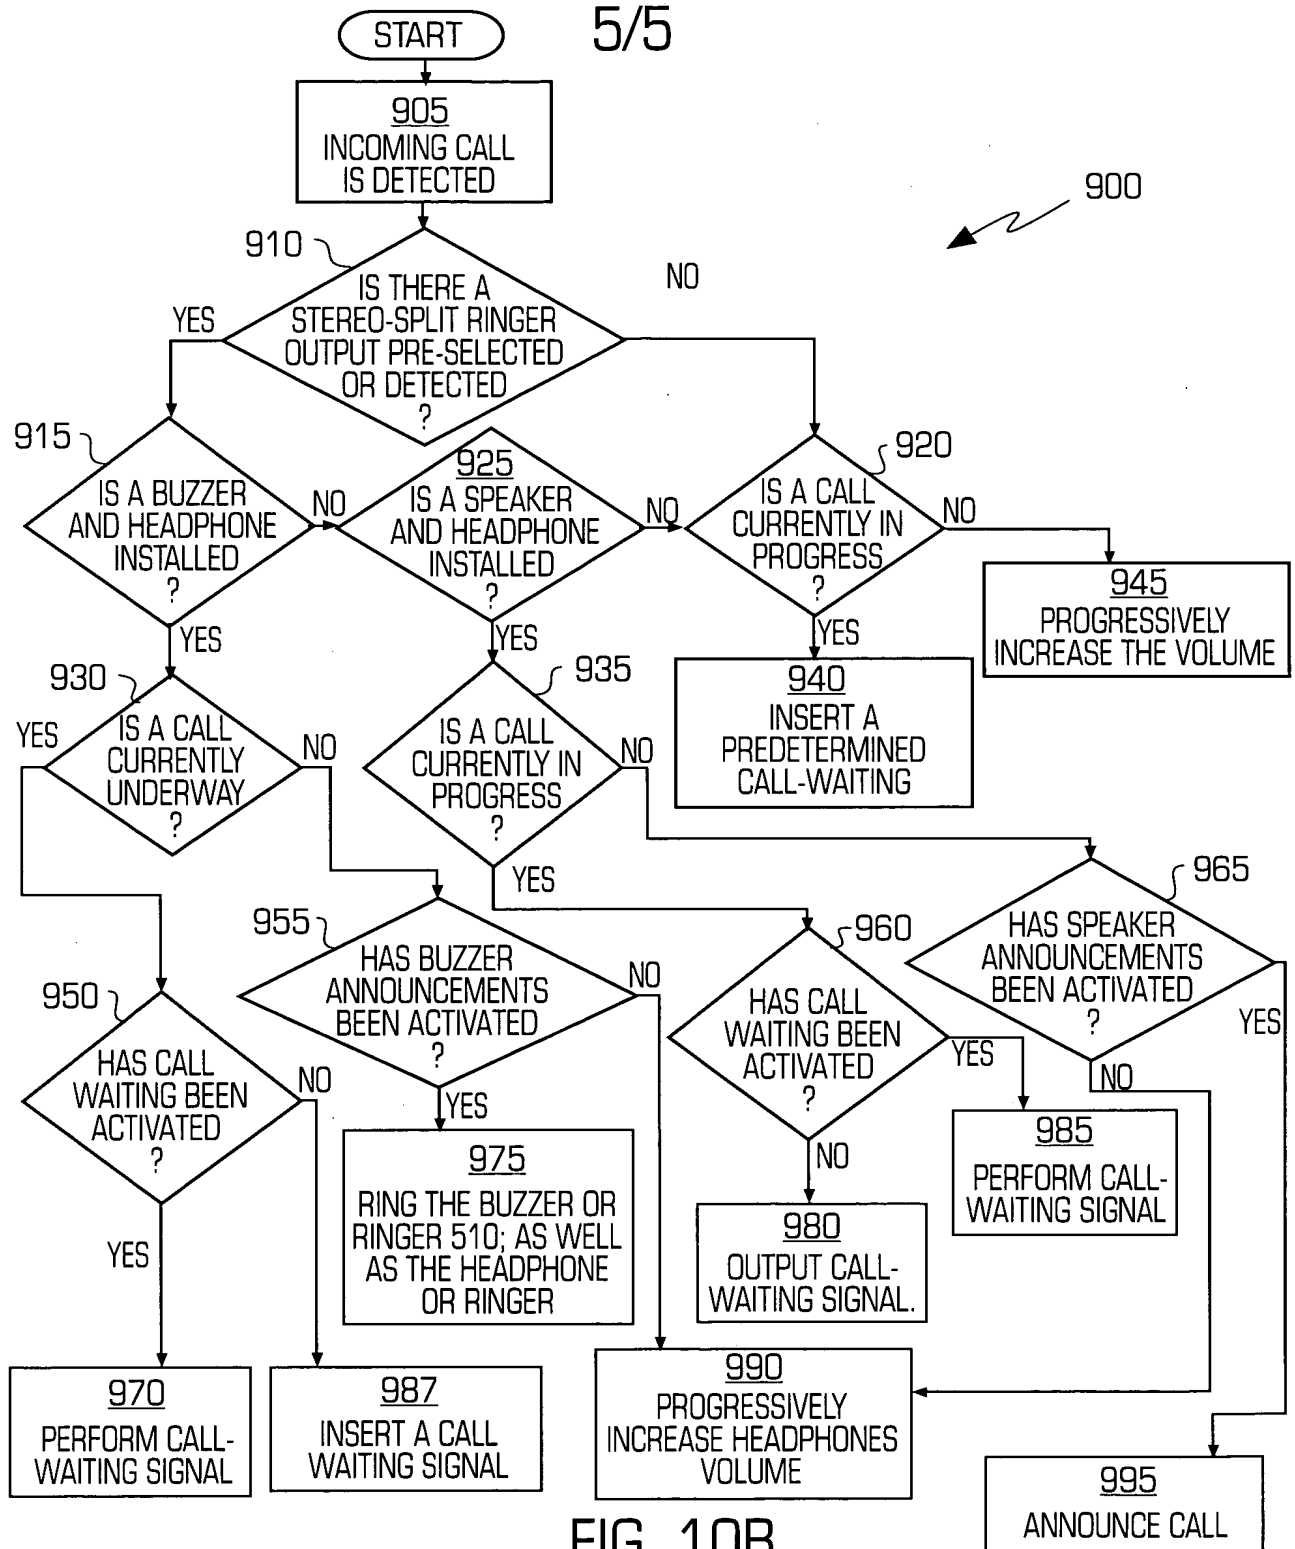 5/5
START
905
INCOMING CALL
IS DETECTED
900
910
IS THERE A
STEREO-SPLIT RINGER
OUTPUT PRE-SELECTED
OR DETECTED
?
YES
NO
915
IS A BUZZER
AND HEADPHONE
INSTALLED
?
NO
925
IS A SPEAKER
AND HEADPHONE
INSTALLED
?
NO
920
IS A CALL
CURRENTLY IN
PROGRESS
?
NO
945
PROGRESSIVELY
INCREASE THE VOLUME
YES
YES
YES
940
INSERT A
PREDETERMINED
CALL-WAITING
930
IS A CALL
CURRENTLY
UNDERWAY
?
YES
NO
935
IS A CALL
CURRENTLY IN
PROGRESS
?
NO
YES
955
HAS BUZZER
ANNOUNCEMENTS
BEEN ACTIVATED
?
NO
YES
960
HAS CALL
WAITING BEEN
ACTIVATED
?
YES
NO
965
HAS SPEAKER
ANNOUNCEMENTS
BEEN ACTIVATED
?
YES
NO
950
HAS CALL
WAITING BEEN
ACTIVATED
?
NO
YES
975
RING THE BUZZER OR
RINGER 510; AS WELL
AS THE HEADPHONE
OR RINGER
985
PERFORM CALL-
WAITING SIGNAL
980
OUTPUT CALL-
WAITING SIGNAL.
970
PERFORM CALL-
WAITING SIGNAL
987
INSERT A CALL
WAITING SIGNAL
990
PROGRESSIVELY
INCREASE HEADPHONES
VOLUME
995
ANNOUNCE CALL
FIG. 10B